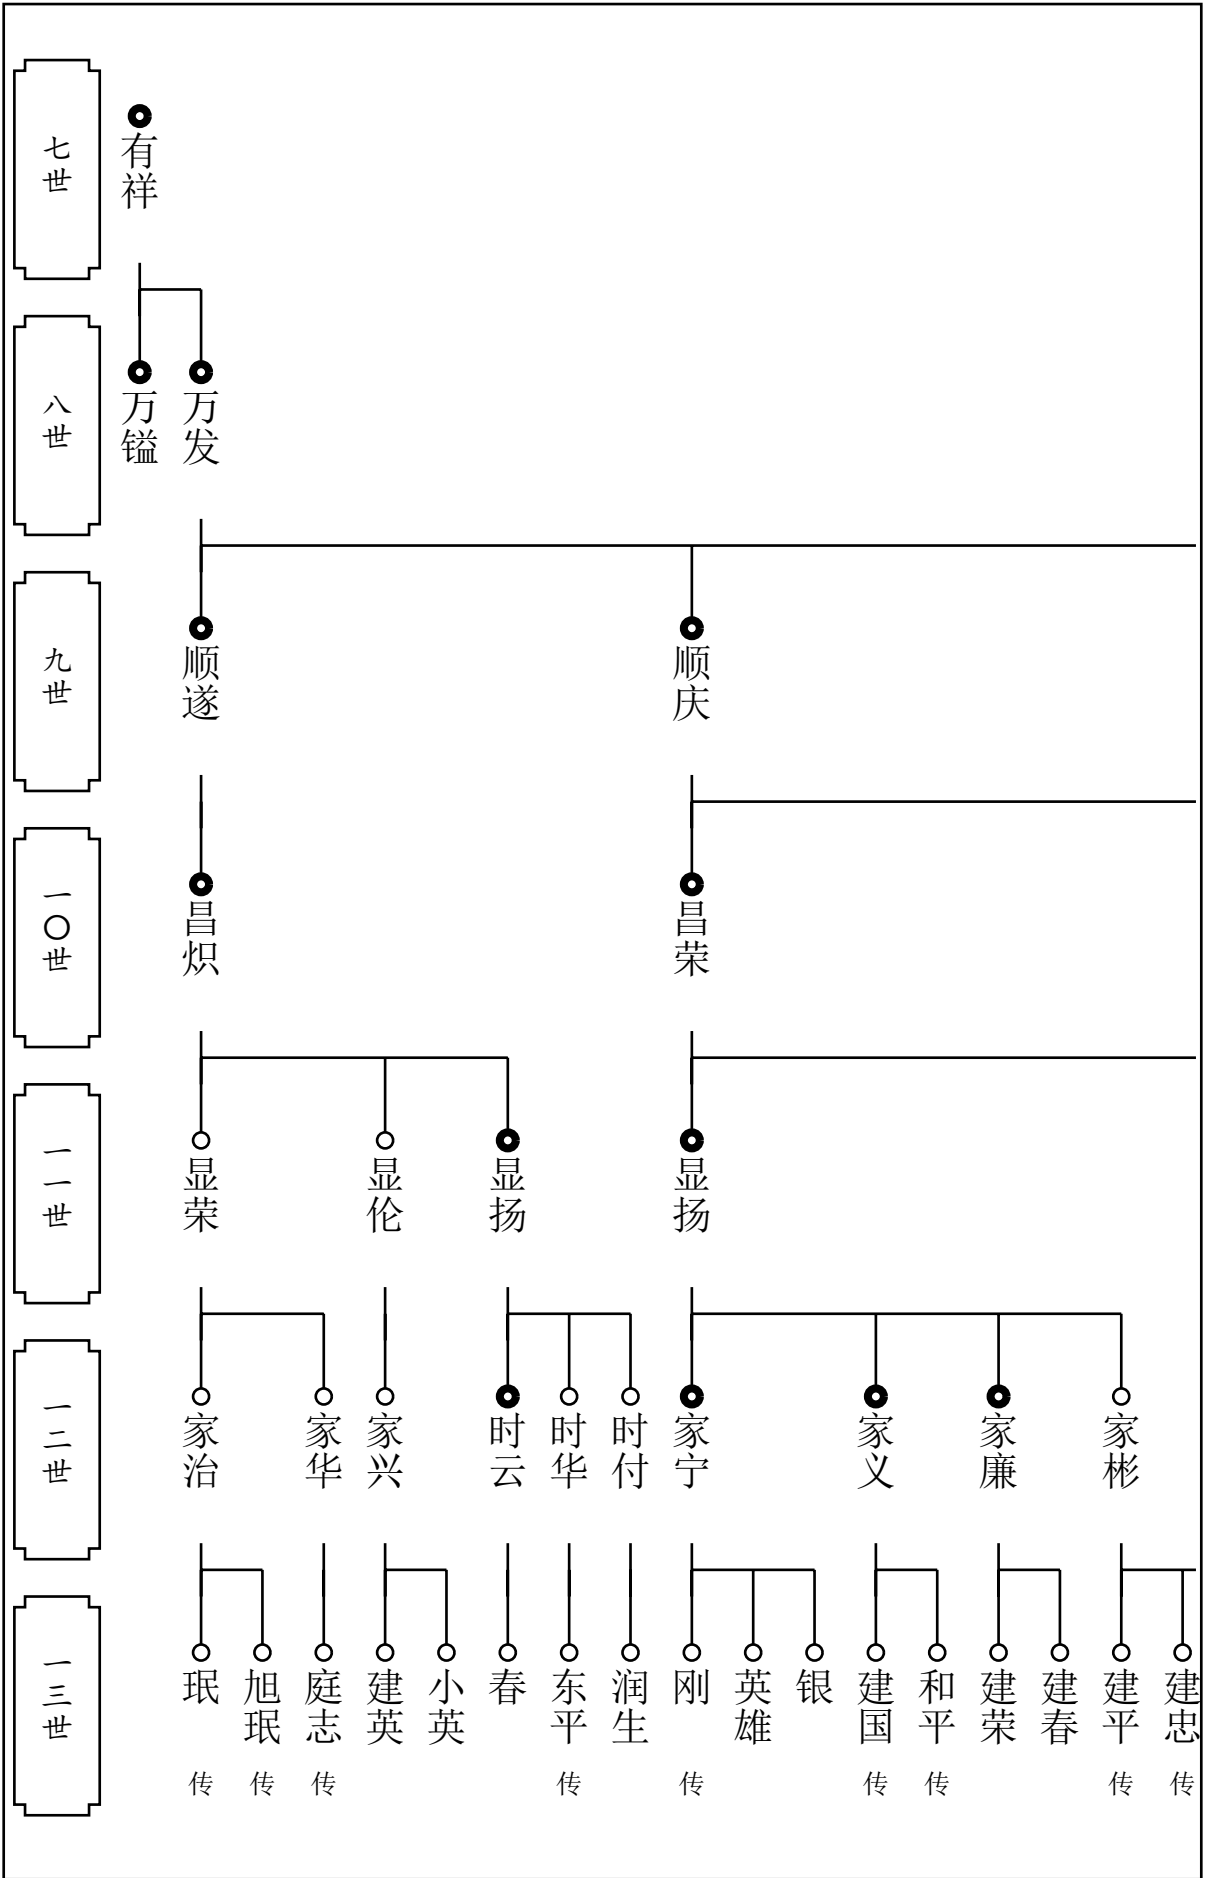 七世
有祥
八世
万镒
万发
九世
顺遂
顺庆
一〇世
昌炽
昌荣
一一世
显荣
显伦
显扬
显扬
一二世
家治
家华
家兴
时云
时华
时付
家宁
家义
家廉
家彬
一三世
珉
旭珉
庭志
建英
小英
春
东平
润生
刚
英雄
银
建国
和平
建荣
建春
建平
建忠
传
传
传
传
传
传
传
传
传